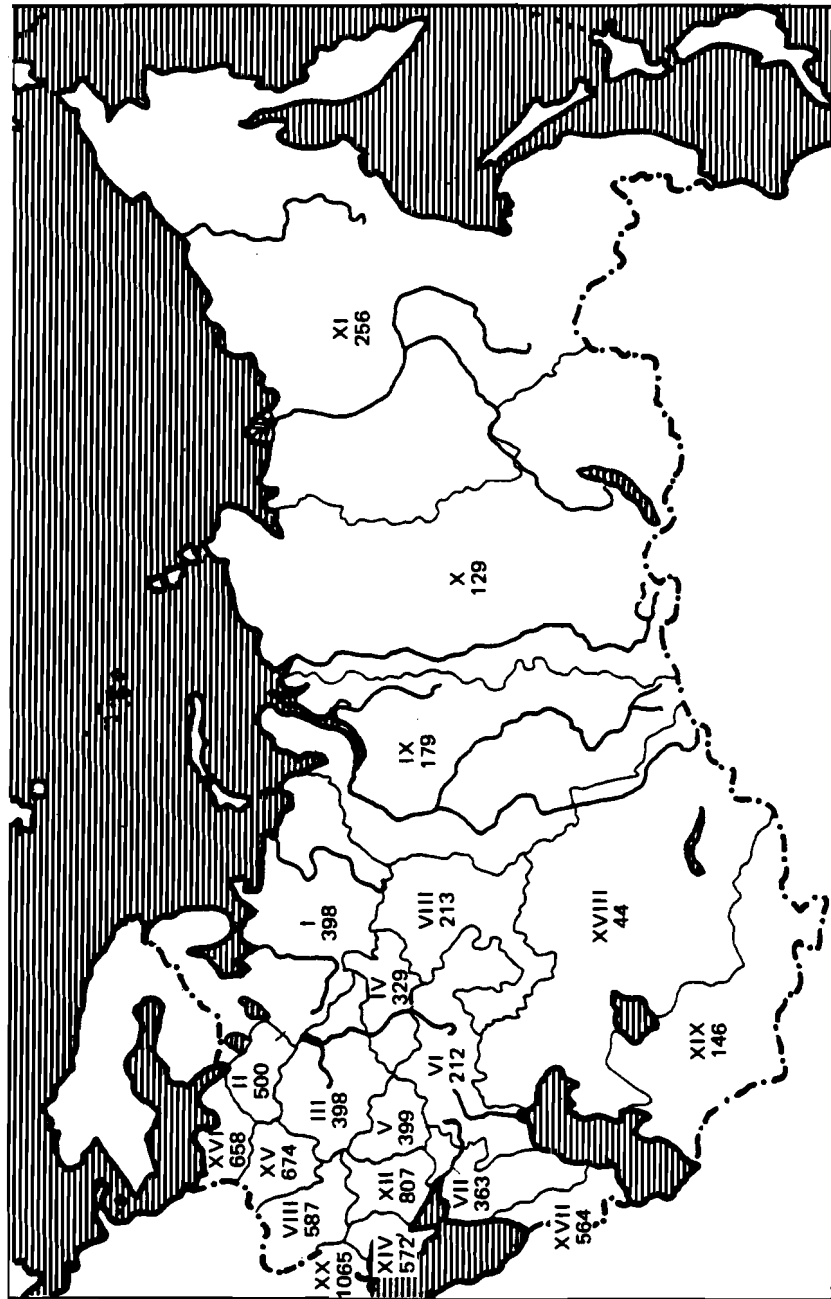 XVI
658
II
500
XV
674
VIII
587
XX
1065
XIV
572
XII
807
III
398
V
399
I
398
IV
329
VI
212
VII
363
XVII
564
VIII
213
XVIII
44
XIX
146
IX
179
X
129
XI
256